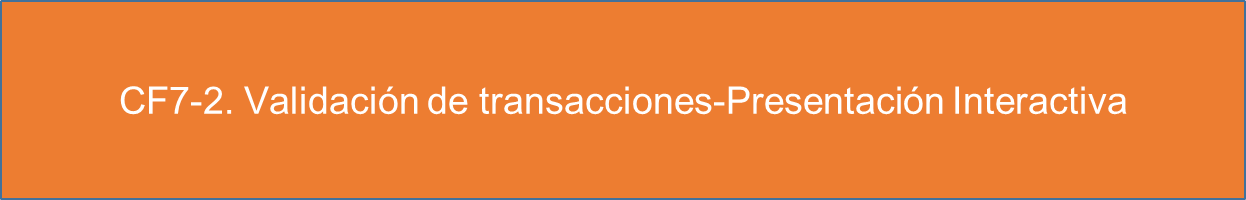 CF7-2. Validación de transacciones-Presentación Interactiva